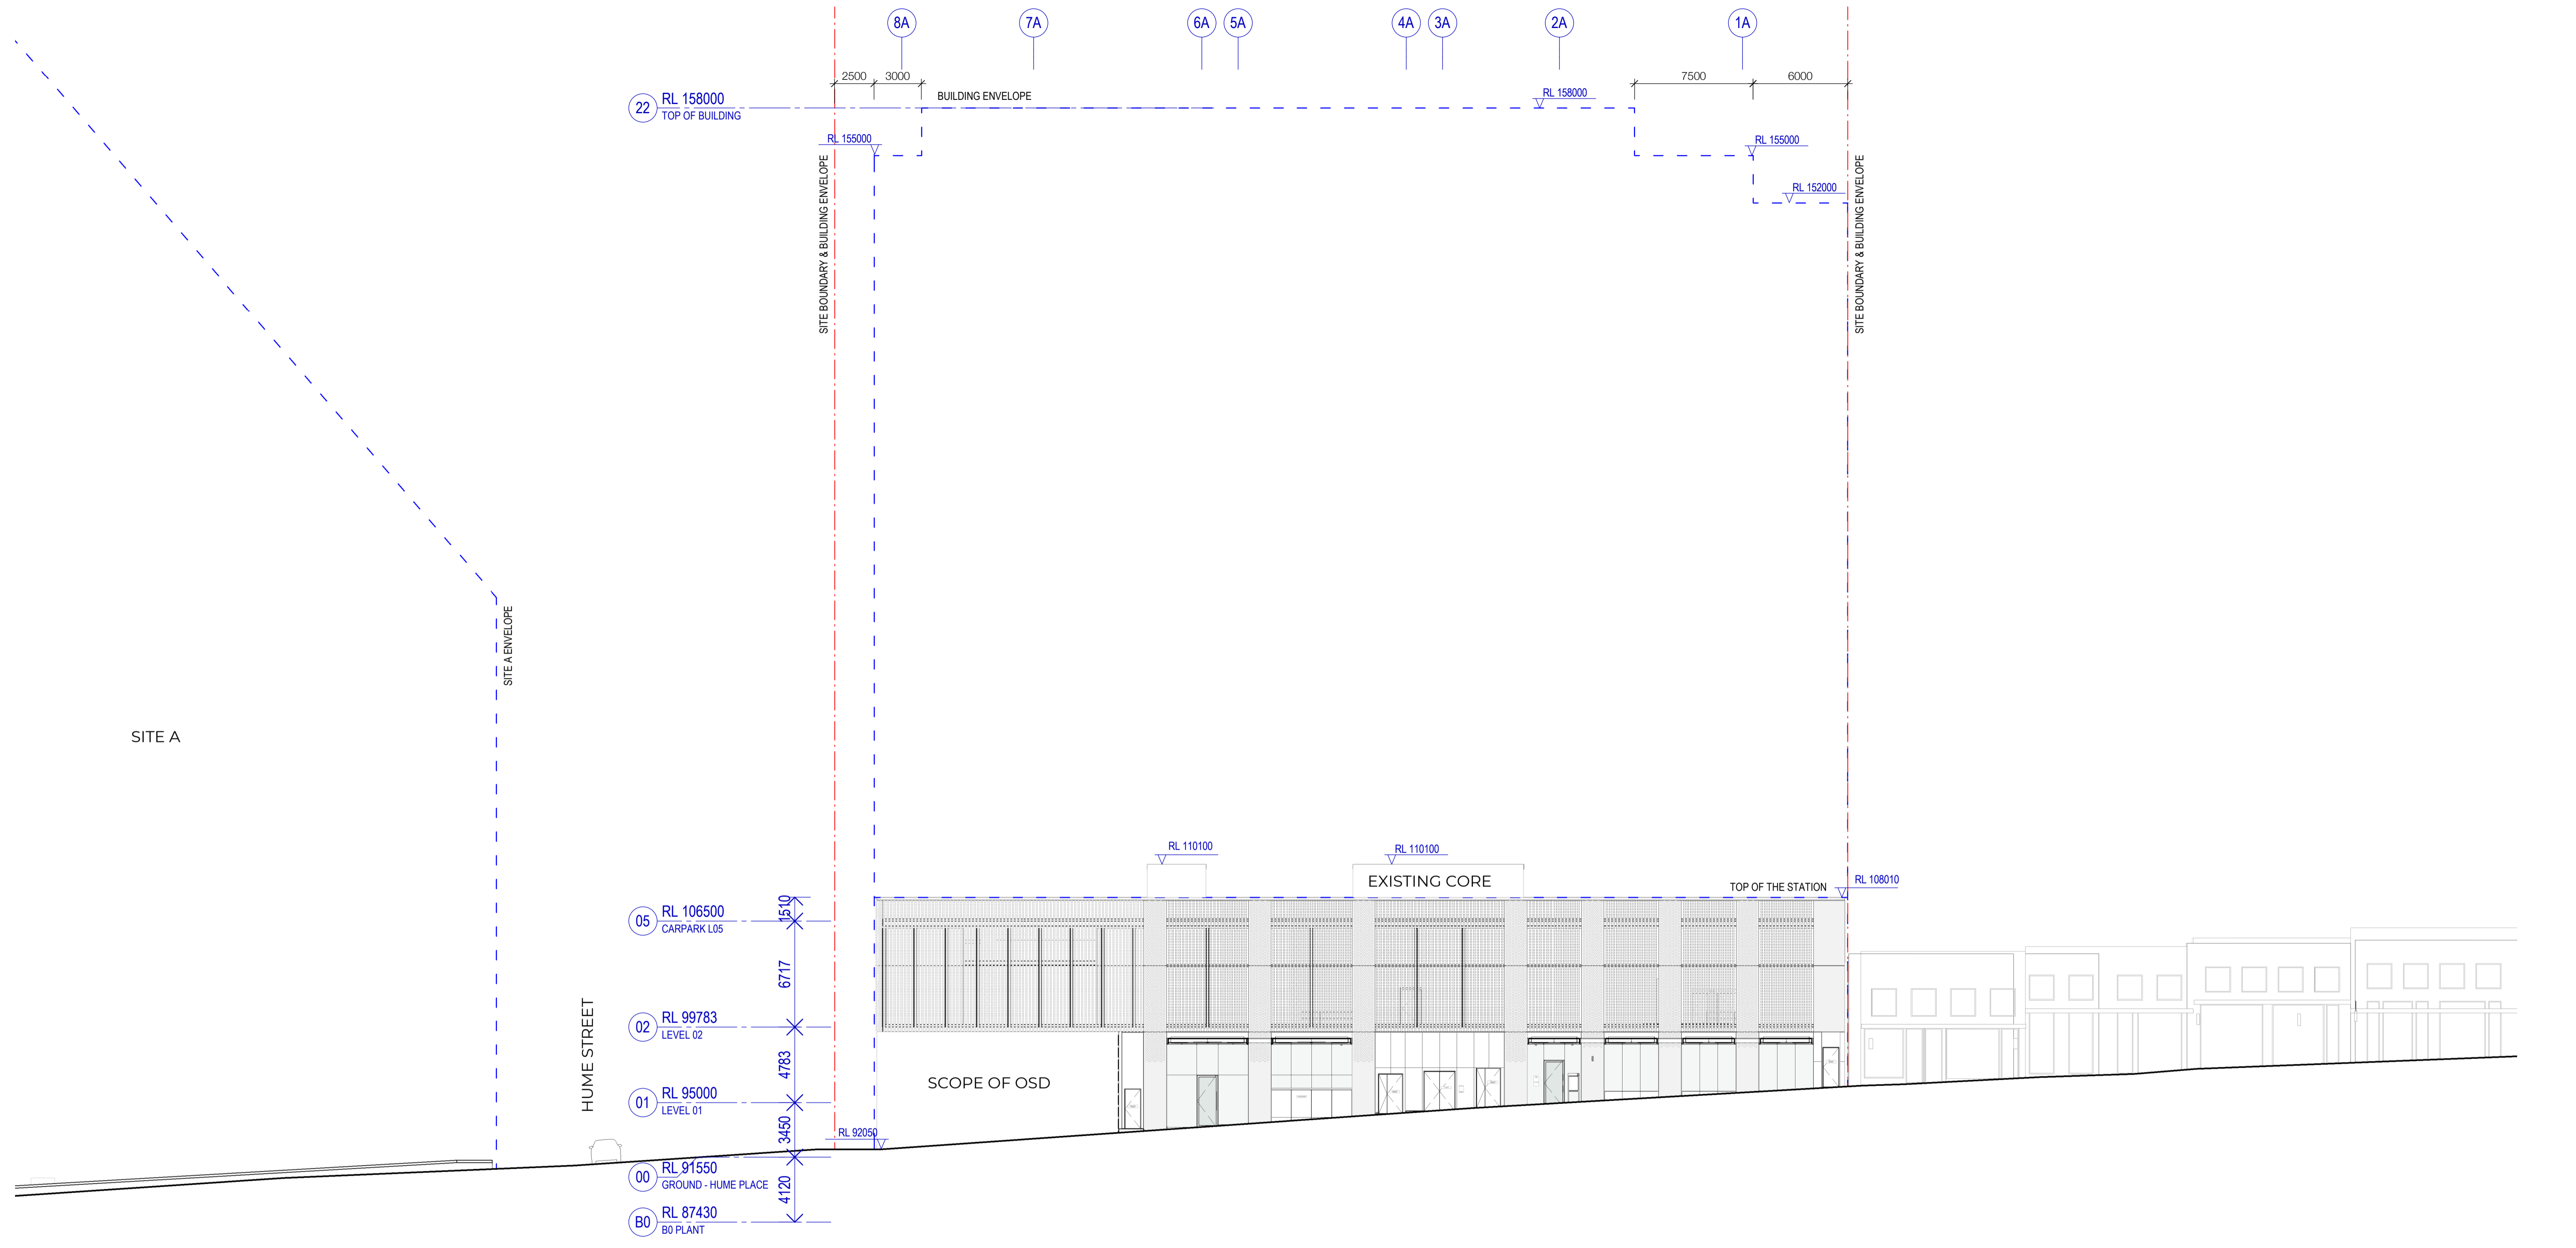 8A 7A 6A 5A 4A 3A 2A 1A
2500 3000 7500 6000
BUILDING ENVELOPE
22 RL 158000
TOP OF BUILDING
RL 158000
RL 155000
RL 155000
RL 152000
SITE BOUNDARY & BUILDING ENVELOPE
SITE BOUNDARY & BUILDING ENVELOPE
SITE A ENVELOPE
SITE A
RL 110100
RL 110100
EXISTING CORE
TOP OF THE STATION
RL 108010
1510
05 RL 106500
CARPARK L05
6717
02 RL 99783
LEVEL 02
4783
HUME STREET
SCOPE OF OSD
01 RL 95000
LEVEL 01
3450
RL 92050
00 RL 91550
GROUND - HUME PLACE
4120
B0 RL 87430
B0 PLANT